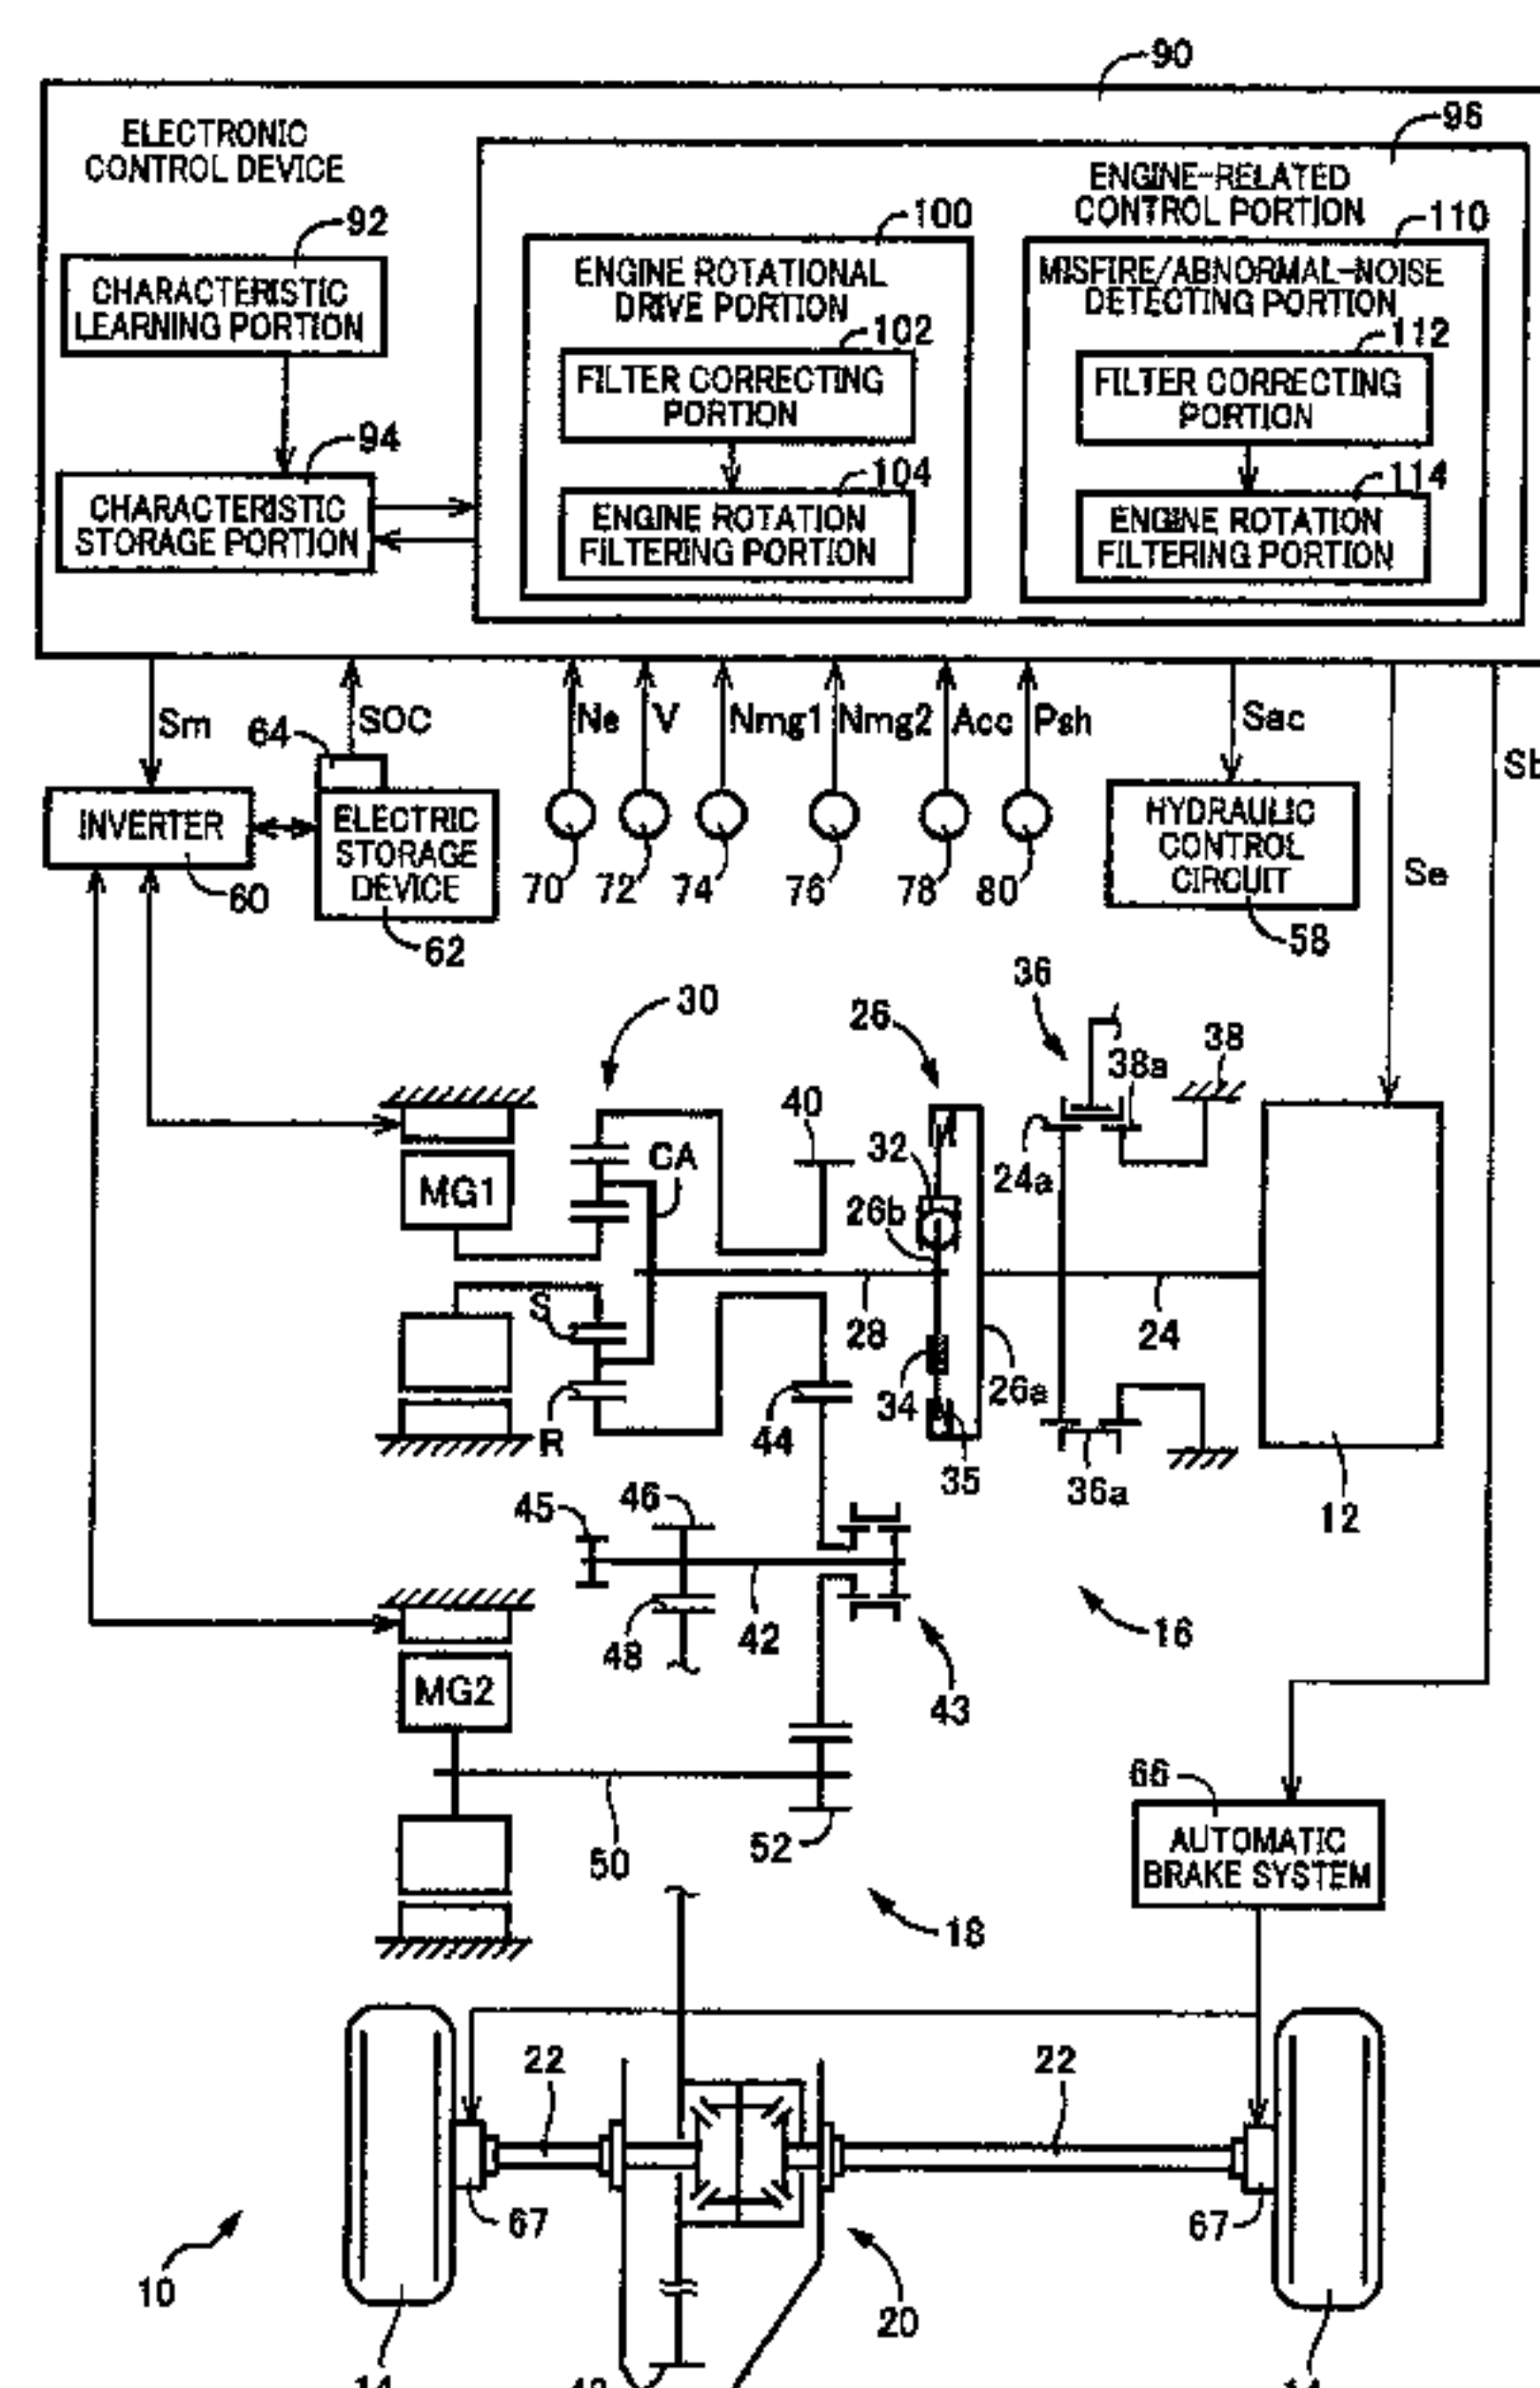 90
ELECTRONIC
CONTROL DEVICE
96
ENGINE-RELATED
CONTROL PORTION
92
CHARACTERISTIC
LEARNING PORTION
100
ENGINE ROTATIONAL
DRIVE PORTION
110
MISFIRE/ABNORMAL-NOISE
DETECTING PORTION
102
FILTER CORRECTING
PORTION
112
FILTER CORRECTING
PORTION
94
CHARACTERISTIC
STORAGE PORTION
104
ENGINE ROTATION
FILTERING PORTION
114
ENGINE ROTATION
FILTERING PORTION
Sm
64
SOC
Ne
V
Nmg1
Nmg2
Acc
Psh
Sac
INVERTER
60
ELECTRIC
STORAGE
DEVICE
62
70
72
74
76
78
80
HYDRAULIC
CONTROL
CIRCUIT
58
Se
30
26
36
38a
38
MG1
CA
40
32
26b
24a
S
R
28
44
34
35
26a
24
36a
12
45
46
48
42
43
16
MG2
50
52
18
66
AUTOMATIC
BRAKE SYSTEM
22
22
67
67
10
20